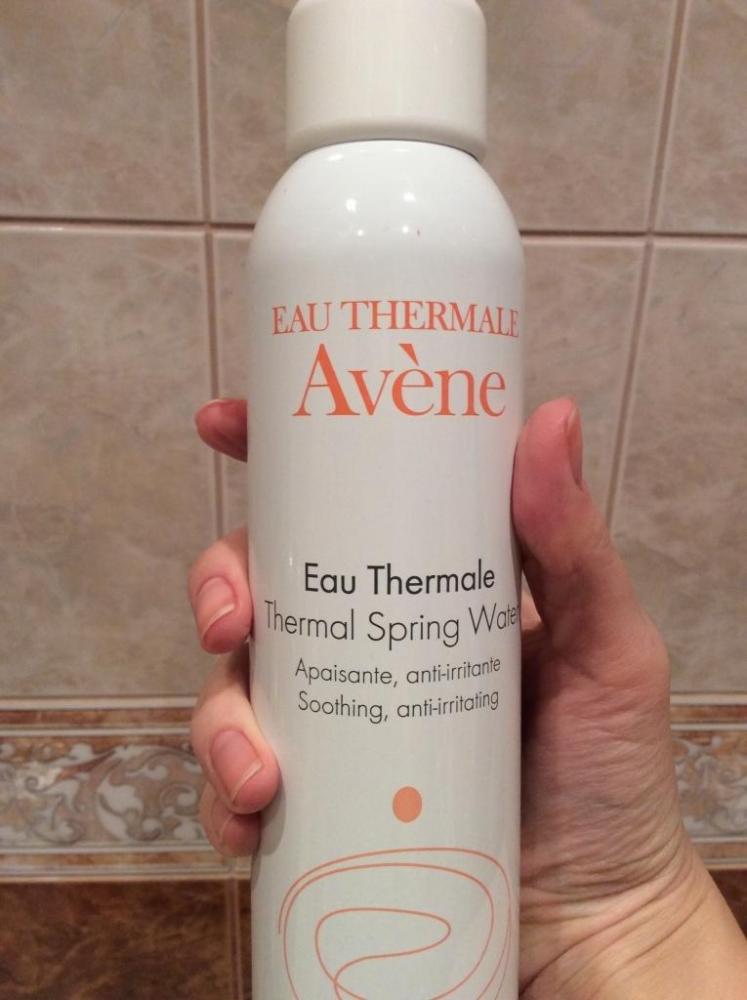 EAU THERMALE
Avène
Eau Thermale
Thermal Spring Water
Apaisante, anti-irritante
Soothing, anti-irritating